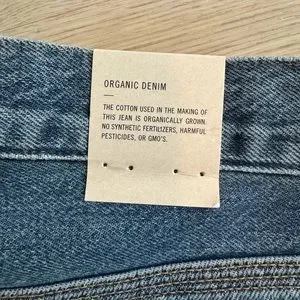 ORGANIC DENIM
THE COTTON USED IN THE MAKING OF
THIS JEAN IS ORGANICALLY GROWN.
NO SYNTHETIC FERTILIZERS, HARMFUL
PESTICIDES, OR GMO'S.